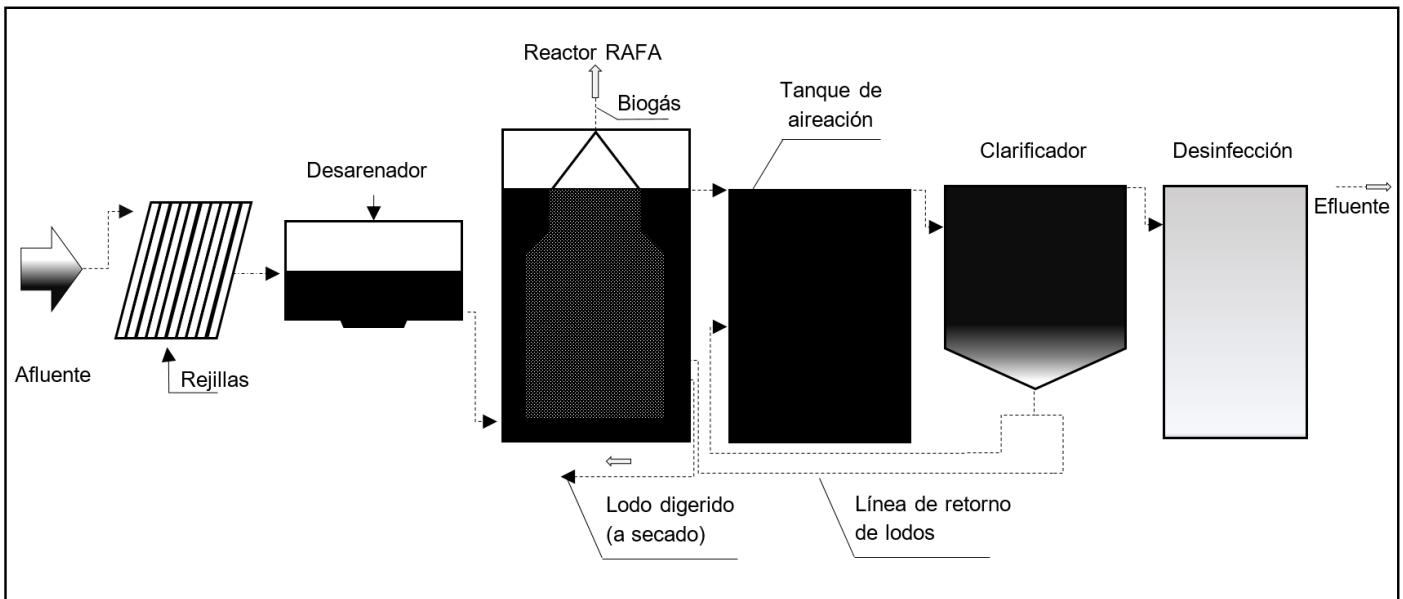 Reactor RAFA
Biogás
Tanque de
aireación
Desarenador
Clarificador
Desinfección
Efluente
Afluente
Rejillas
Lodo digerido
(a secado)
Línea de retorno
de lodos